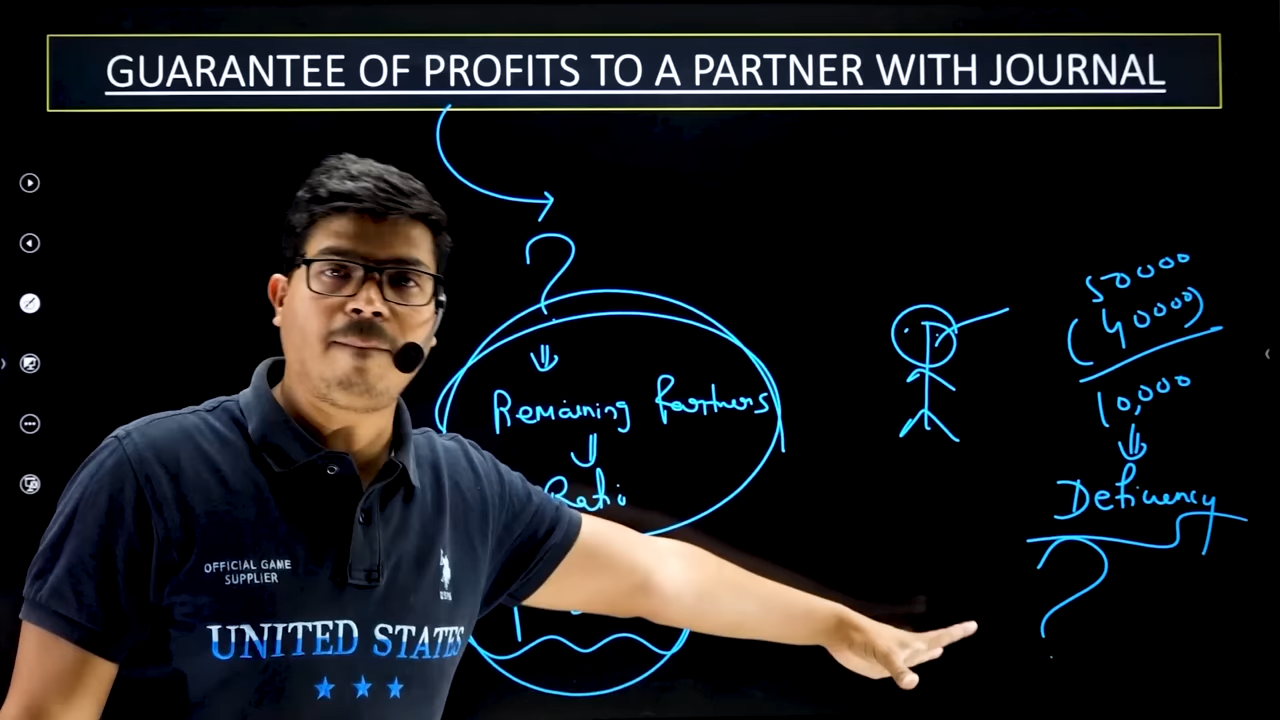 GUARANTEE OF PROFITS TO A PARTNER WITH JOURNAL
?
Remaining Partners
Ratio
50000
(40000)
10,000
Deficiency
?
OFFICIAL GAME
SUPPLIER
UNITED STATES